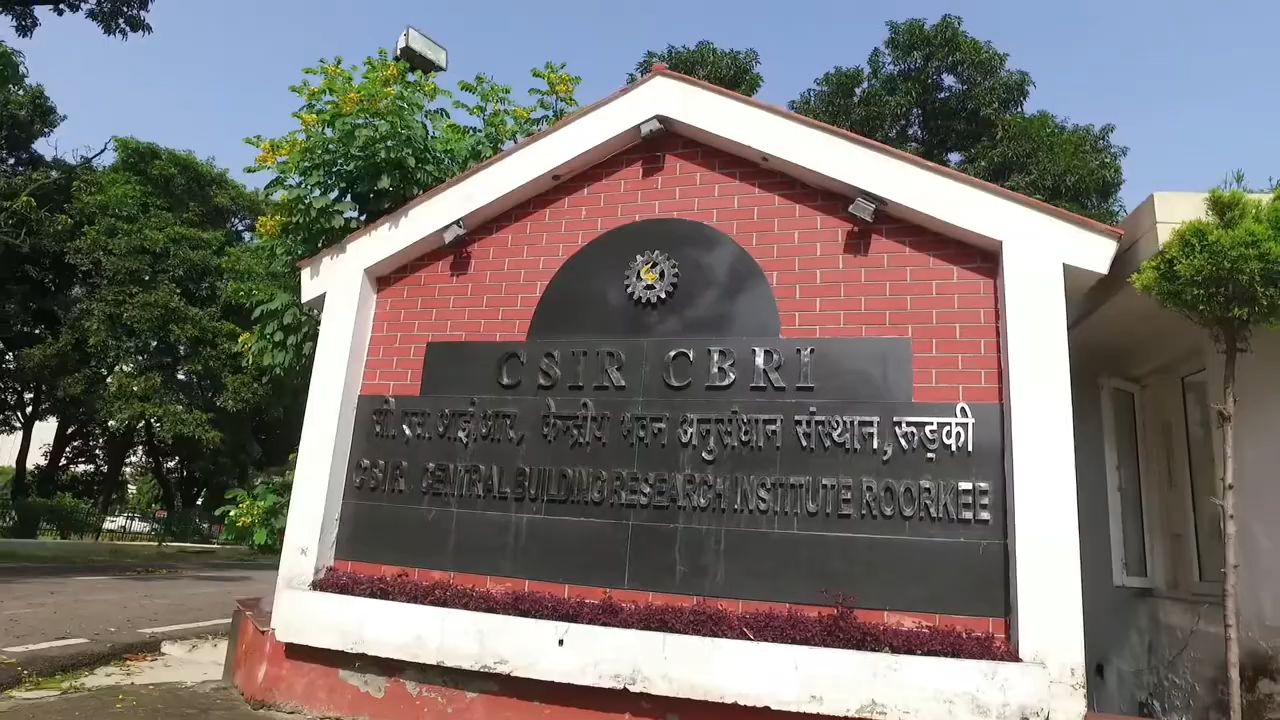 CSIR CBRI
सी. एस. आई. आर., केन्द्रीय भवन अनुसंधान संस्थान, रूड़की
CSIR CENTRAL BUILDING RESEARCH INSTITUTE ROORKEE